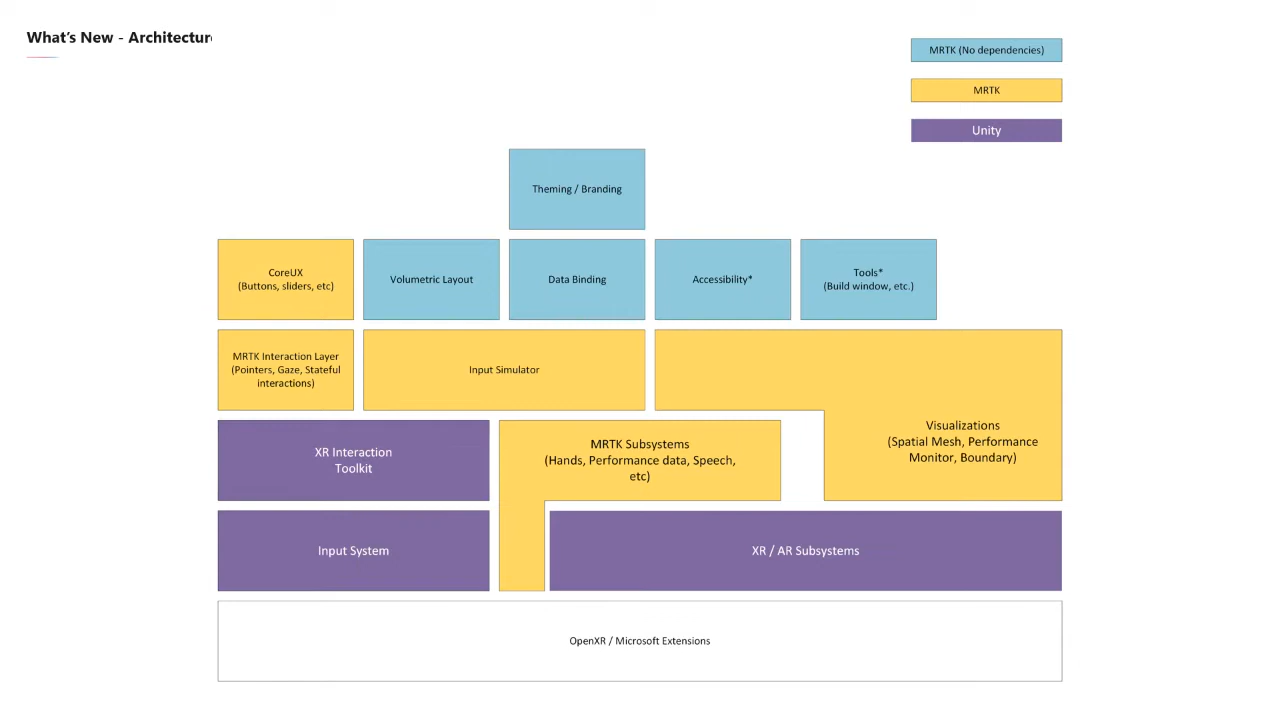 What's New - Architecture
MRTK (No dependencies)
MRTK
Unity
Theming / Branding
CoreUX
(Buttons, sliders, etc)
Volumetric Layout
Data Binding
Accessibility*
Tools*
(Build window, etc.)
MRTK Interaction Layer
(Pointers, Gaze, Stateful
interactions)
Input Simulator
Visualizations
(Spatial Mesh, Performance
Monitor, Boundary)
XR Interaction
Toolkit
MRTK Subsystems
(Hands, Performance data, Speech,
etc)
Input System
XR / AR Subsystems
OpenXR / Microsoft Extensions